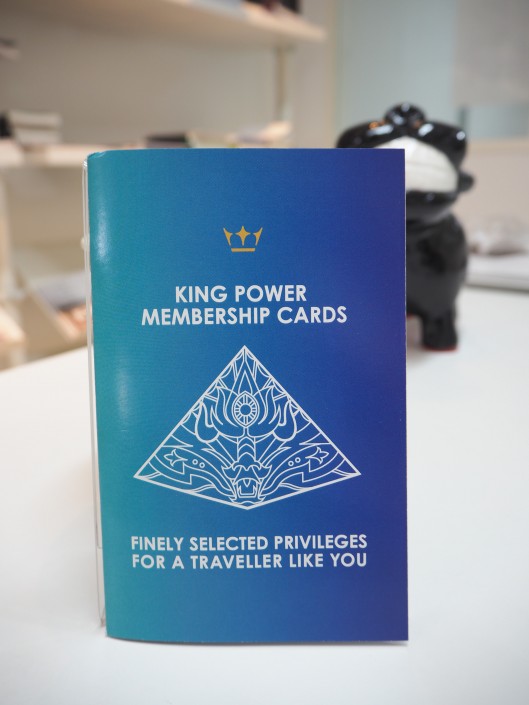 KING POWER
MEMBERSHIP CARDS
FINELY SELECTED PRIVILEGES
FOR A TRAVELLER LIKE YOU